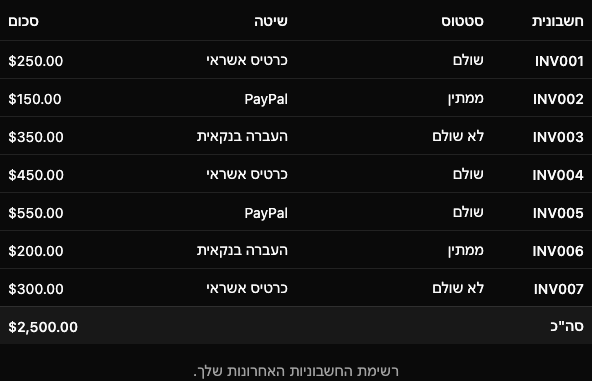 חשבונית סטטוס שיטה סכום
INV001 שולם כרטיס אשראי $250.00
INV002 ממתין PayPal $150.00
INV003 לא שולם העברה בנקאית $350.00
INV004 שולם כרטיס אשראי $450.00
INV005 שולם PayPal $550.00
INV006 ממתין העברה בנקאית $200.00
INV007 לא שולם כרטיס אשראי $300.00
סה"כ $2,500.00
רשימת החשבוניות האחרונות שלך.